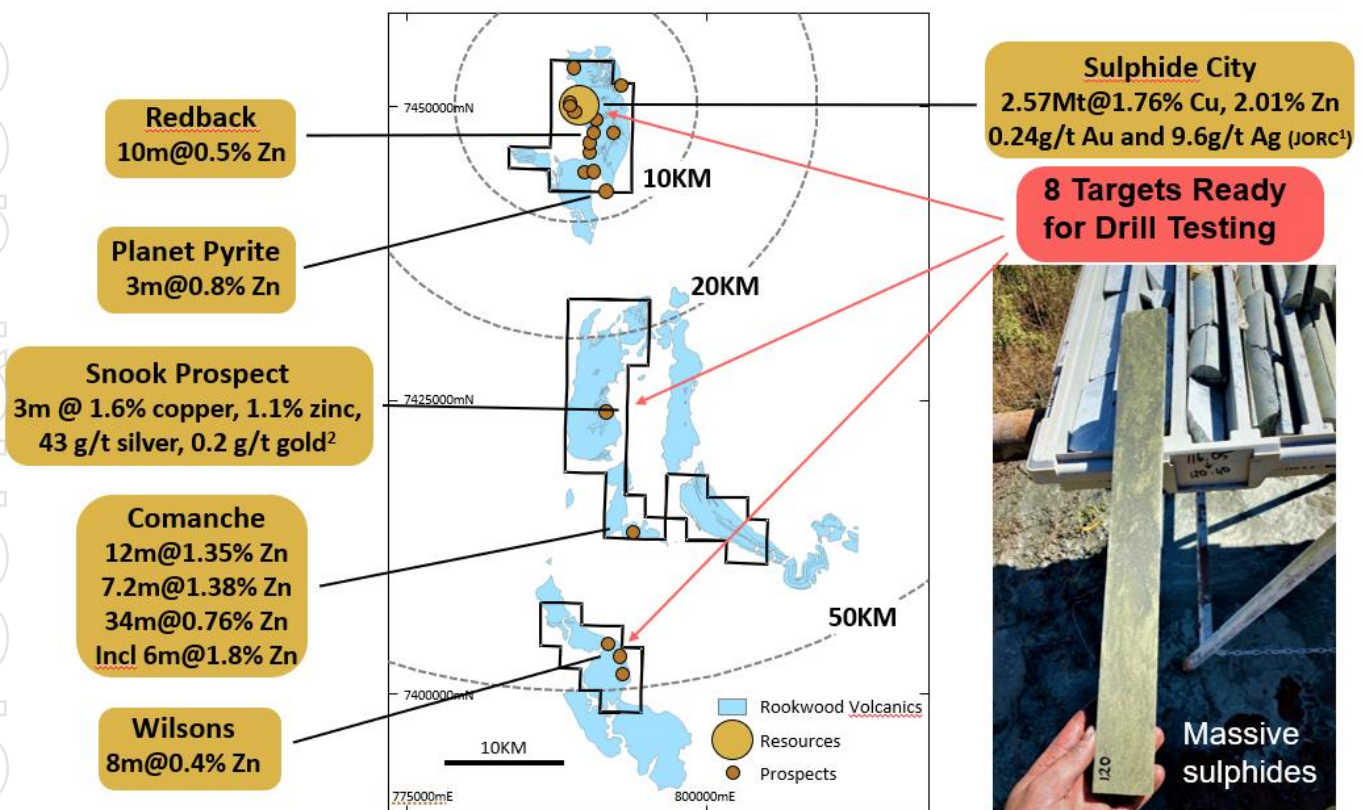 Redback
10m@0.5% Zn
Planet Pyrite
3m@0.8% Zn
Snook Prospect
3m @ 1.6% copper, 1.1% zinc,
43 g/t silver, 0.2 g/t gold²
Comanche
12m@1.35% Zn
7.2m@1.38% Zn
34m@0.76% Zn
Incl 6m@1.8% Zn
Wilsons
8m@0.4% Zn
7450000mN
7425000mN
7400000mN
775000mE
800000mE
10KM
20KM
50KM
10KM
Rookwood Volcanics
Resources
Prospects
Sulphide City
2.57Mt@1.76% Cu, 2.01% Zn
0.24g/t Au and 9.6g/t Ag (JORC¹)
8 Targets Ready
for Drill Testing
120
Massive
sulphides